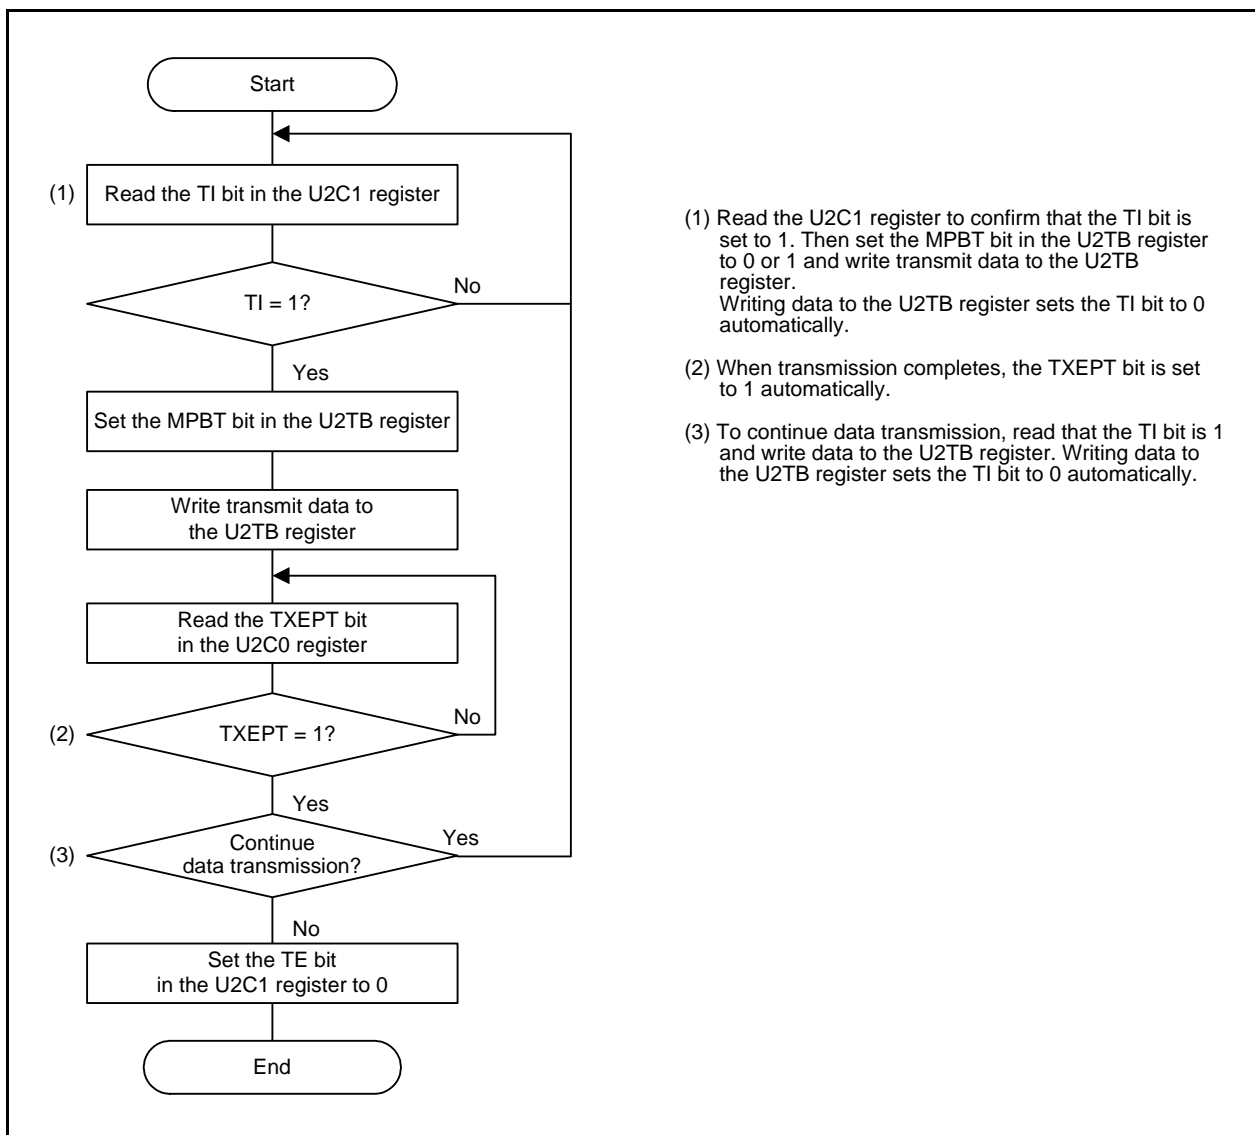 Start
(1)
Read the TI bit in the U2C1 register
TI = 1?
No
Yes
Set the MPBT bit in the U2TB register
Write transmit data to
the U2TB register
Read the TXEPT bit
in the U2C0 register
(2)
TXEPT = 1?
No
Yes
(3)
Continue
data transmission?
Yes
No
Set the TE bit
in the U2C1 register to 0
End
(1) Read the U2C1 register to confirm that the TI bit is
set to 1. Then set the MPBT bit in the U2TB register
to 0 or 1 and write transmit data to the U2TB
register.
Writing data to the U2TB register sets the TI bit to 0
automatically.
(2) When transmission completes, the TXEPT bit is set
to 1 automatically.
(3) To continue data transmission, read that the TI bit is 1
and write data to the U2TB register. Writing data to
the U2TB register sets the TI bit to 0 automatically.